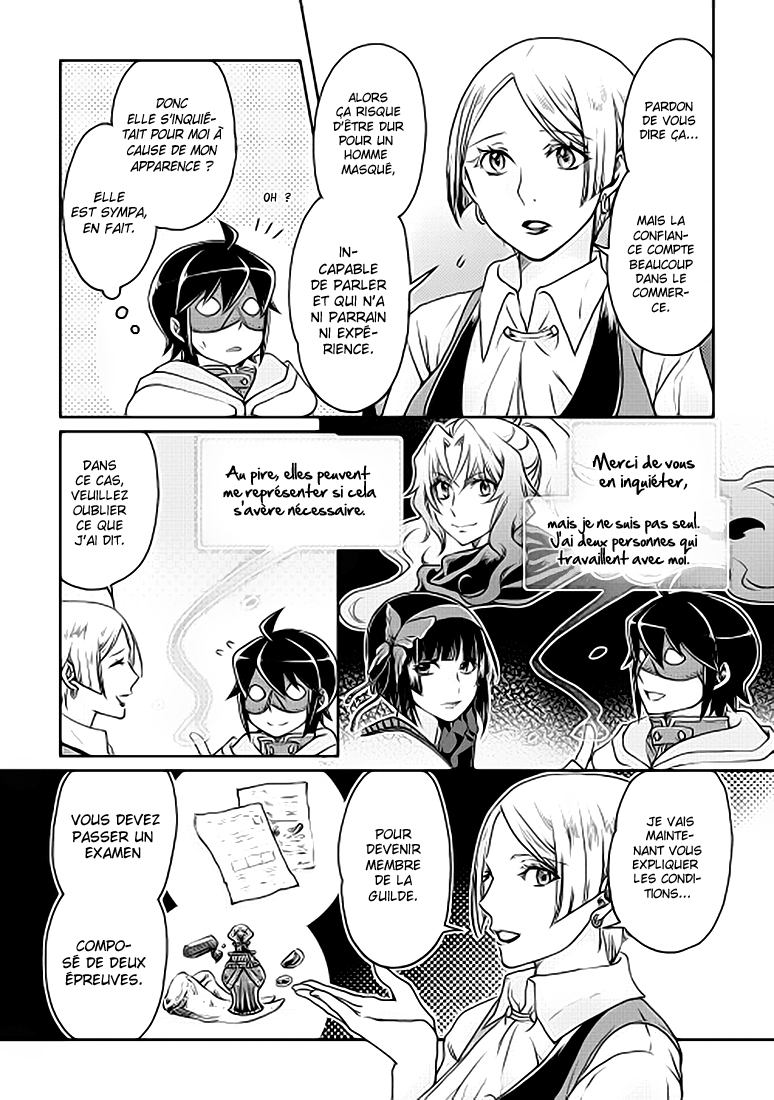 PARDON
DE VOUS
DIRE ÇA...
MAIS LA
CONFIAN-
CE COMPTE
BEAUCOUP
DANS LE
COMMER-
CE.
ALORS
ÇA RISQUE
D'ÊTRE DUR
POUR UN
HOMME
MASQUÉ,
IN-
CAPABLE
DE PARLER
ET QUI N'A
NI PARRAIN
NI EXPÉ-
RIENCE.
OH ?
DONC
ELLE S'INQUIÉ-
TAIT POUR MOI À
CAUSE DE MON
APPARENCE ?
ELLE
EST SYMPA,
EN FAIT.
Merci de vous
en inquiéter,
mais je ne suis pas seul.
J'ai deux personnes qui
travaillent avec moi.
Au pire, elles peuvent
me représenter si cela
s'avère nécessaire.
DANS
CE CAS,
VEUILLEZ
OUBLIER
CE QUE
J'AI DIT.
JE VAIS
MAINTE-
NANT VOUS
EXPLIQUER
LES CONDI-
TIONS...
POUR
DEVENIR
MEMBRE
DE LA
GUILDE.
VOUS DEVEZ
PASSER UN
EXAMEN
COMPO-
SÉ DE DEUX
ÉPREUVES.